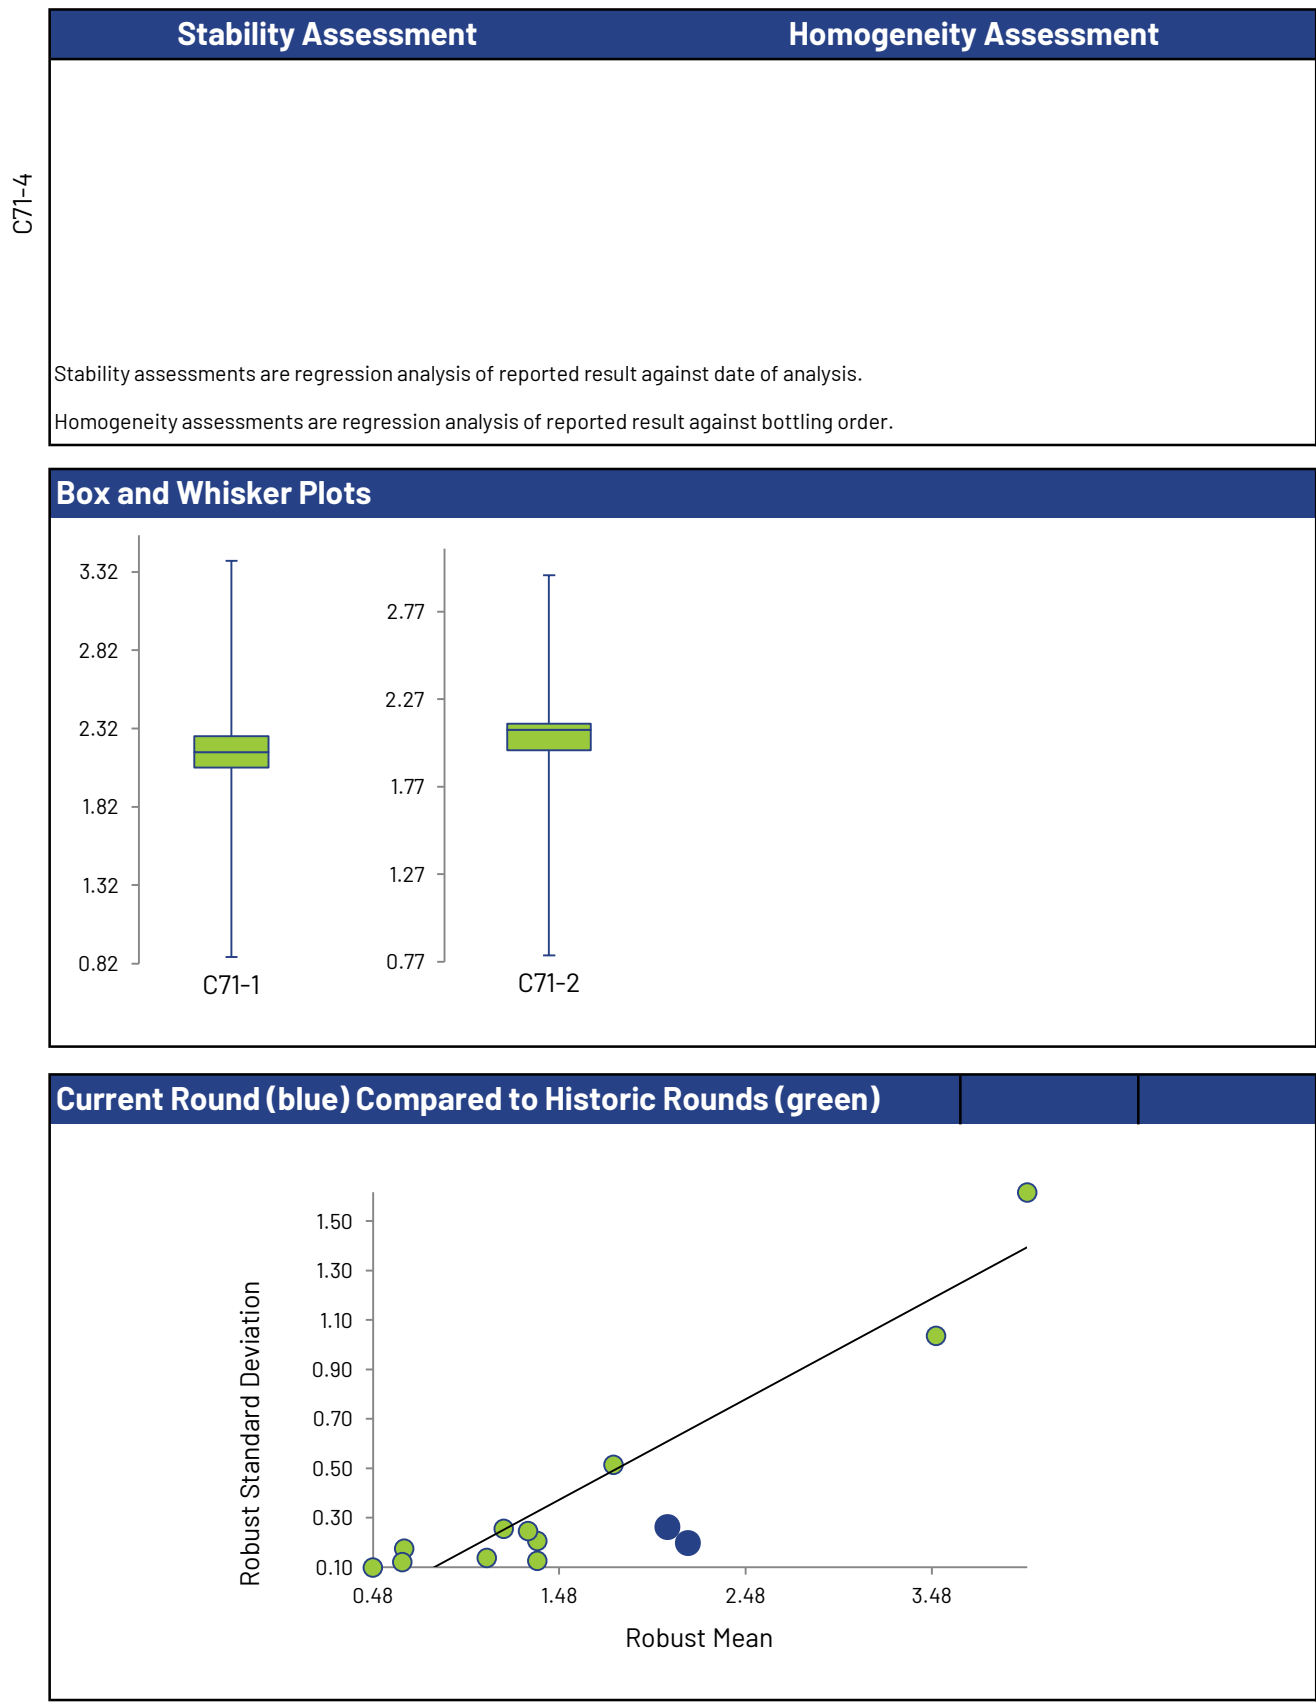 Stability Assessment
Homogeneity Assessment
C71-4
Stability assessments are regression analysis of reported result against date of analysis.
Homogeneity assessments are regression analysis of reported result against bottling order.
Box and Whisker Plots
3.32
2.82
2.32
1.82
1.32
0.82
C71-1
2.77
2.27
1.77
1.27
0.77
C71-2
Current Round (blue) Compared to Historic Rounds (green)
Robust Standard Deviation
1.50
1.30
1.10
0.90
0.70
0.50
0.30
0.10
0.48
1.48
2.48
3.48
Robust Mean